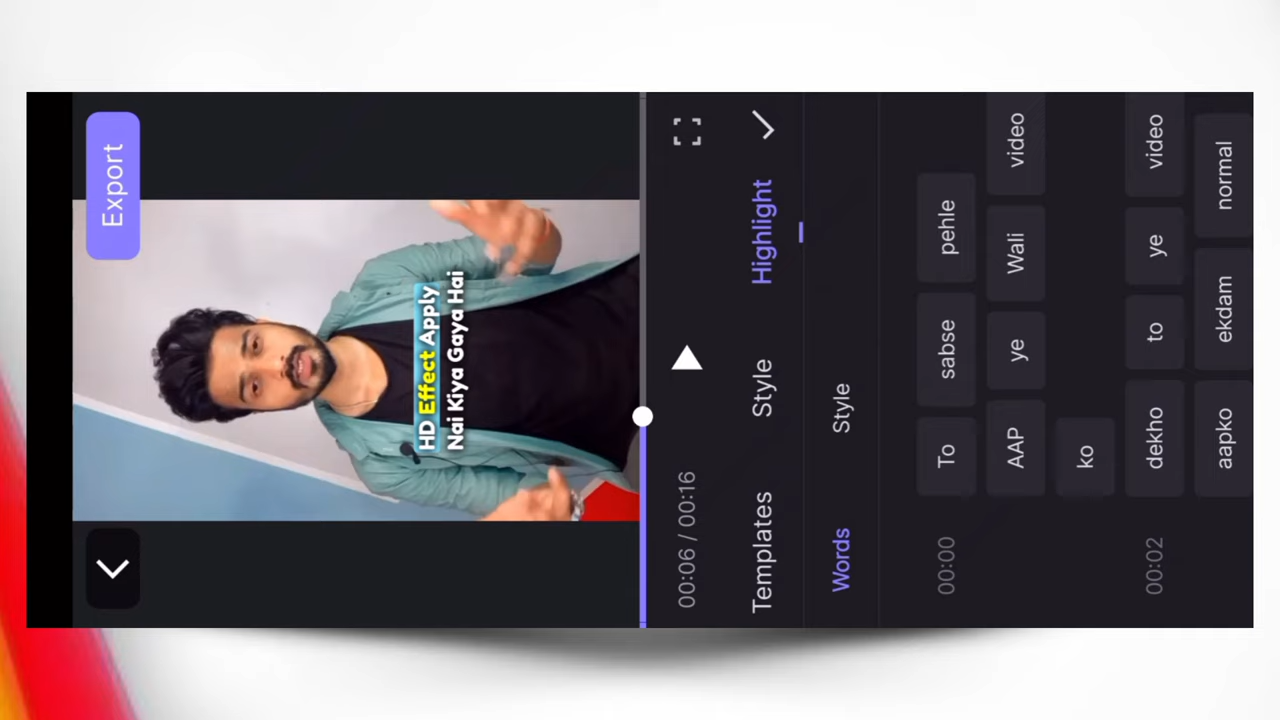 Export
HD Effect Apply
Nai Kiya Gaya Hai
00:06 / 00:16
Templates Style Highlight
Words Style
00:00 To sabse pehle
AAP ye Wali video
ko
00:02 dekho to ye video
aapko ekdam normal